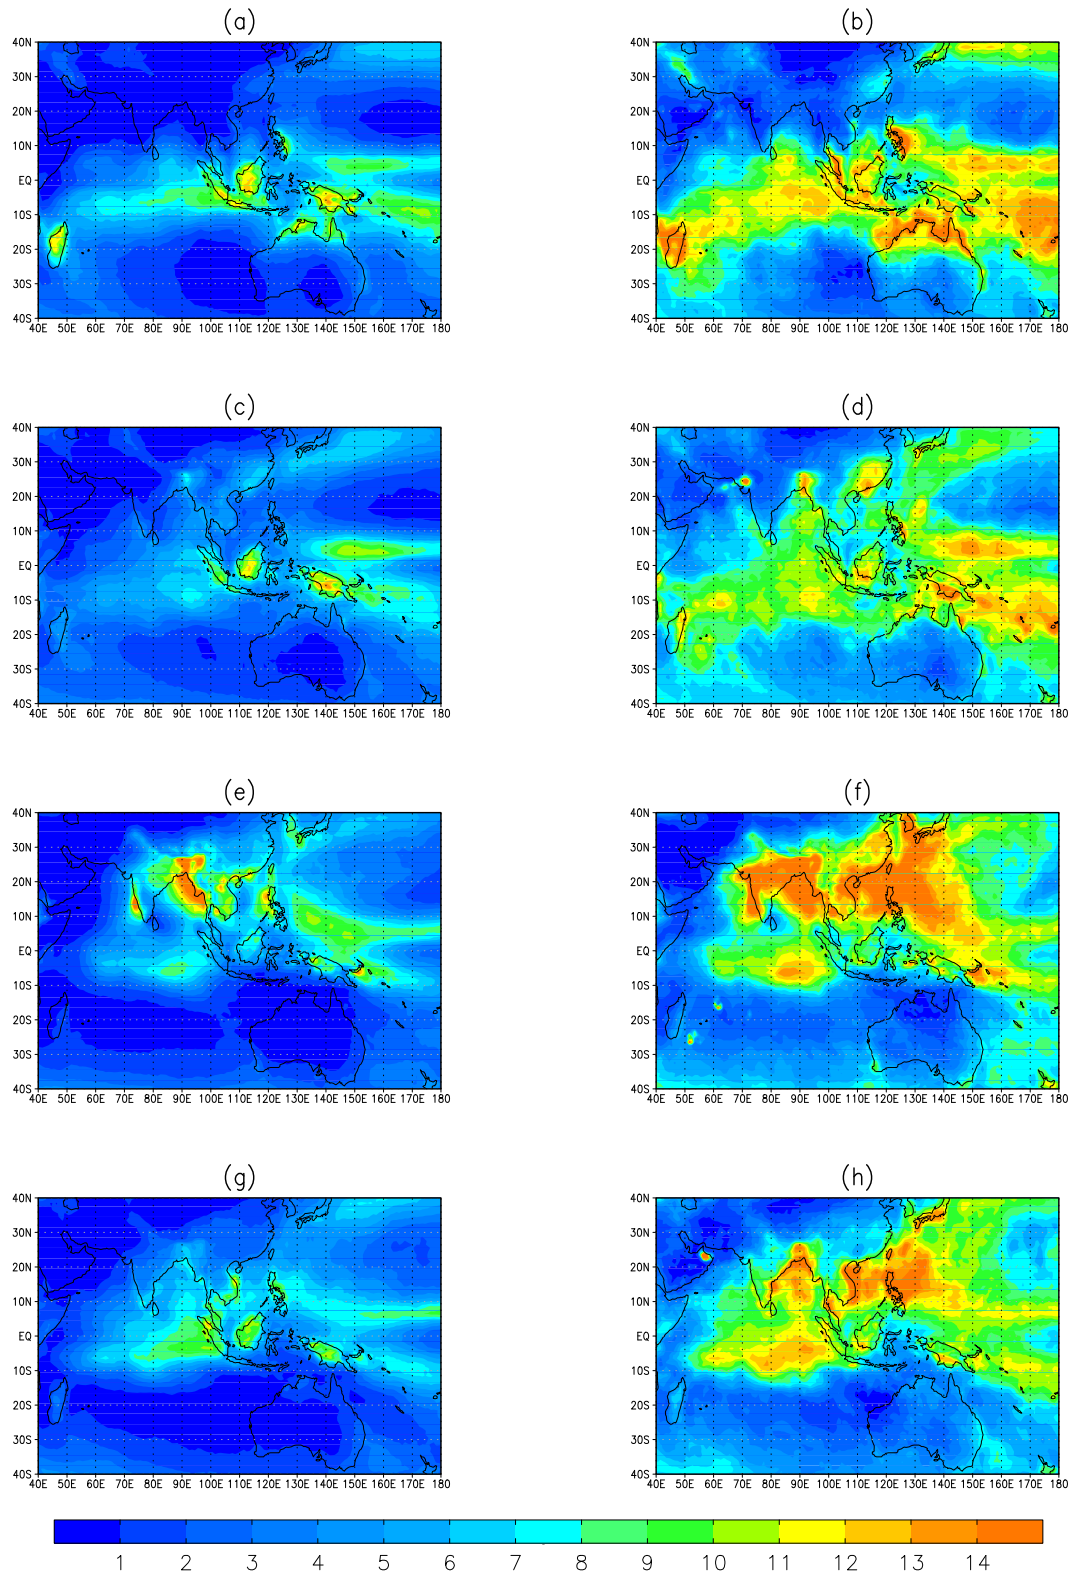 (a) (b)
40N 40N
30N 30N
20N 20N
10N 10N
EQ EQ
10S 10S
20S 20S
30S 30S
40S 40S
40E 50E 60E 70E 80E 90E 100E 110E 120E 130E 140E 150E 160E 170E 180 40E 50E 60E 70E 80E 90E 100E 110E 120E 130E 140E 150E 160E 170E 180
(c) (d)
40N 40N
30N 30N
20N 20N
10N 10N
EQ EQ
10S 10S
20S 20S
30S 30S
40S 40S
40E 50E 60E 70E 80E 90E 100E 110E 120E 130E 140E 150E 160E 170E 180 40E 50E 60E 70E 80E 90E 100E 110E 120E 130E 140E 150E 160E 170E 180
(e) (f)
40N 40N
30N 30N
20N 20N
10N 10N
EQ EQ
10S 10S
20S 20S
30S 30S
40S 40S
40E 50E 60E 70E 80E 90E 100E 110E 120E 130E 140E 150E 160E 170E 180 40E 50E 60E 70E 80E 90E 100E 110E 120E 130E 140E 150E 160E 170E 180
(g) (h)
40N 40N
30N 30N
20N 20N
10N 10N
EQ EQ
10S 10S
20S 20S
30S 30S
40S 40S
40E 50E 60E 70E 80E 90E 100E 110E 120E 130E 140E 150E 160E 170E 180 40E 50E 60E 70E 80E 90E 100E 110E 120E 130E 140E 150E 160E 170E 180
1 2 3 4 5 6 7 8 9 10 11 12 13 14